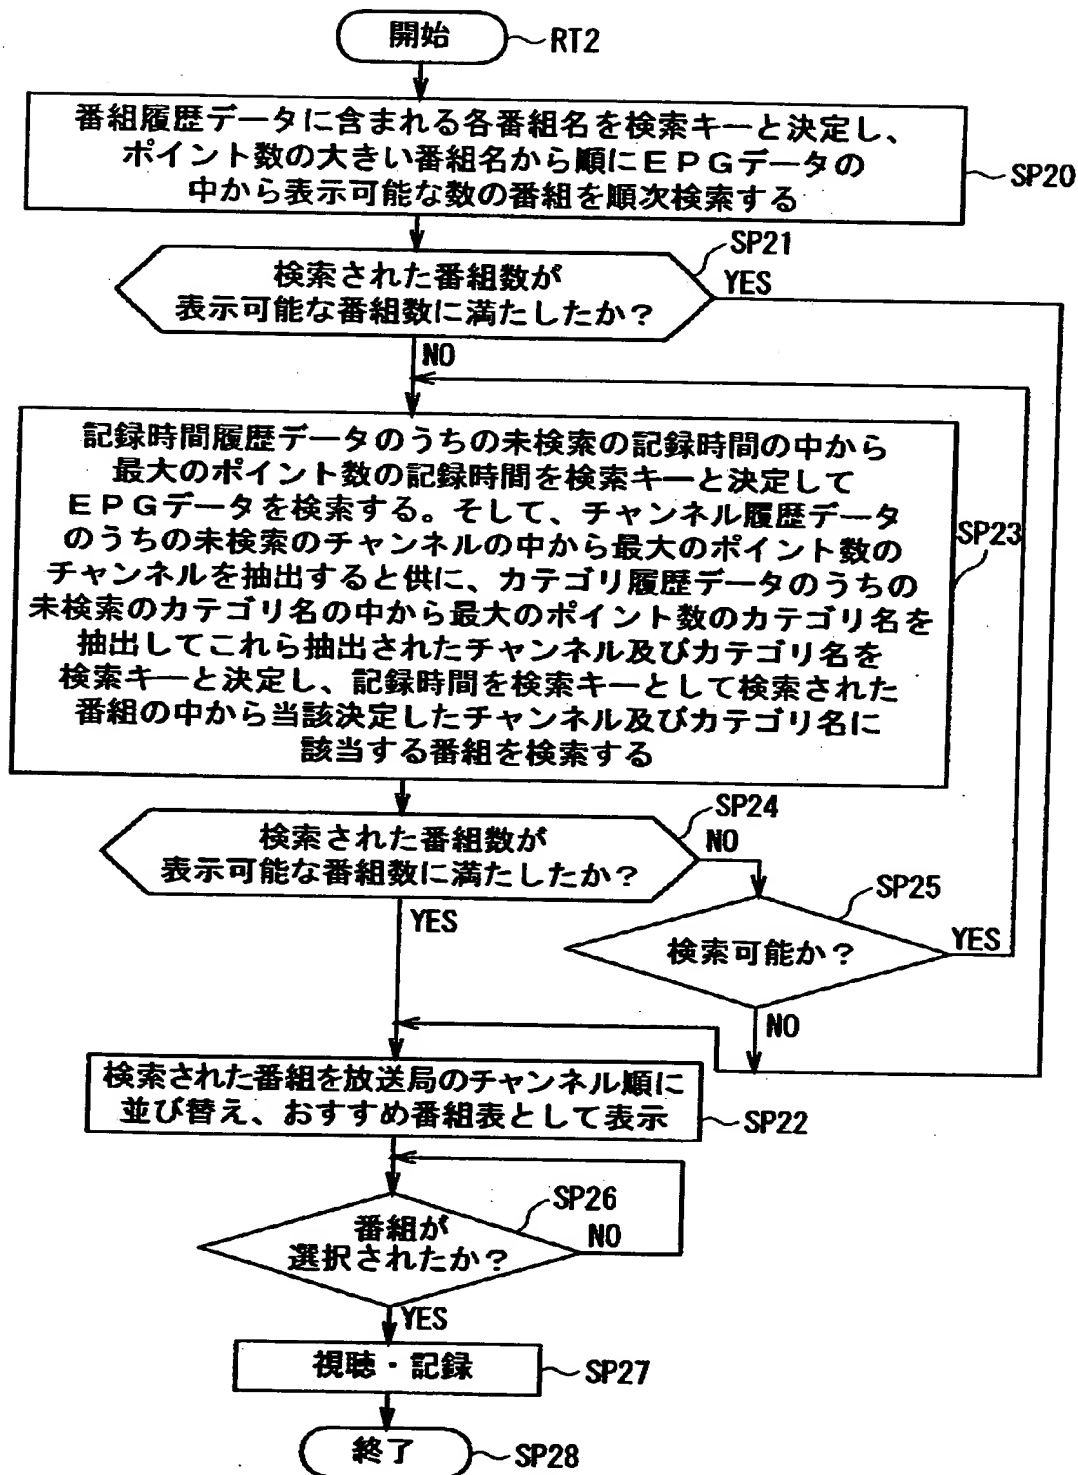 開始
RT2
番組履歴データに含まれる各番組名を検索キーと決定し、
ポイント数の大きい番組名から順にEPGデータの
中から表示可能な数の番組を順次検索する
SP20
SP21
検索された番組数が
表示可能な番組数に満たしたか?
YES
NO
記録時間履歴データのうちの未検索の記録時間の中から
最大のポイント数の記録時間を検索キーと決定して
EPGデータを検索する。そして、チャンネル履歴データ
のうちの未検索のチャンネルの中から最大のポイント数の
チャンネルを抽出すると供に、カテゴリ履歴データのうちの
未検索のカテゴリ名の中から最大のポイント数のカテゴリ名を
抽出してこれら抽出されたチャンネル及びカテゴリ名を
検索キーと決定し、記録時間を検索キーとして検索された
番組の中から当該決定したチャンネル及びカテゴリ名に
該当する番組を検索する
SP23
SP24
検索された番組数が
表示可能な番組数に満たしたか?
NO
YES
SP25
検索可能か?
YES
NO
検索された番組を放送局のチャンネル順に
並び替え、おすすめ番組表として表示
SP22
SP26
番組が
選択されたか?
NO
YES
視聴・記録
SP27
終了
SP28